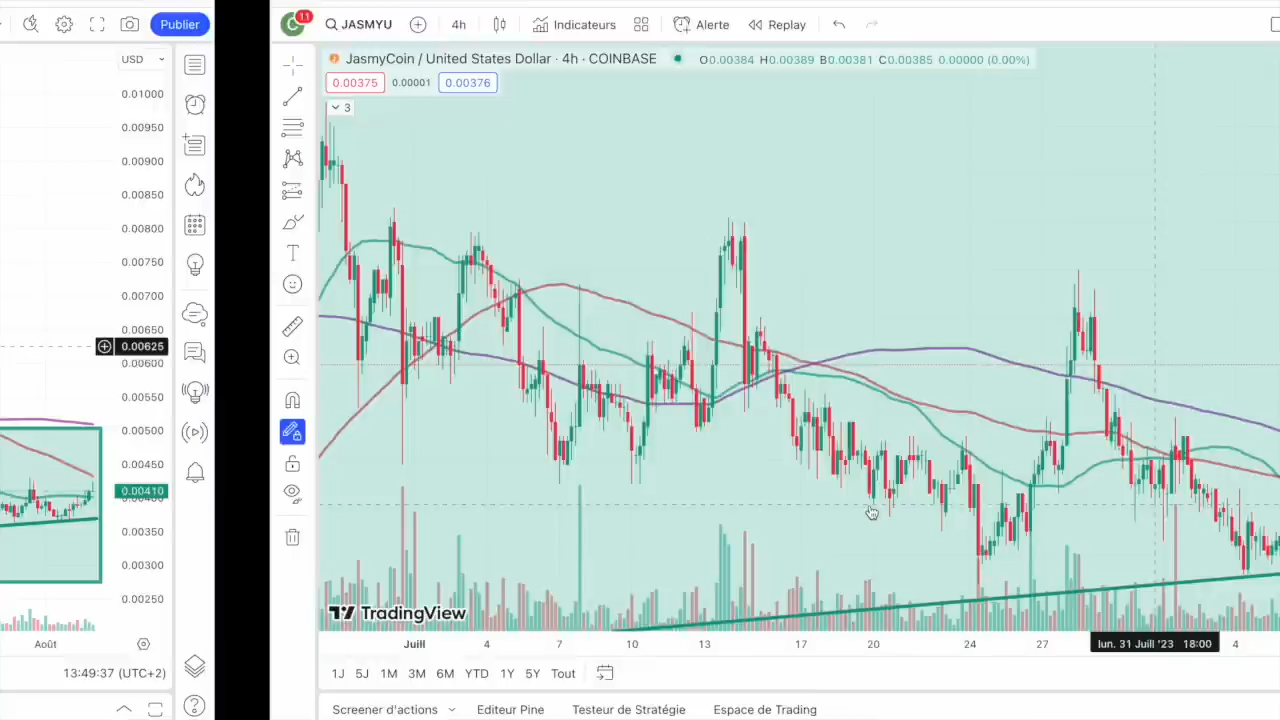 Publier
11
C
JASMYU
4h
Indicateurs
Alerte
Replay
USD
JasmyCoin / United States Dollar · 4h · COINBASE
O0.00384 H0.00389 B0.00381 C0.00385 0.00000 (0.00%)
0.00375
0.00001
0.00376
3
0.01000
0.00950
0.00900
0.00850
0.00800
0.00750
0.00700
0.00650
0.00625
0.00600
0.00550
0.00500
0.00450
0.00410
0.00350
0.00300
0.00250
TradingView
Août
Juill
4
7
10
13
17
20
24
27
lun. 31 Juill '23 18:00
4
13:49:37 (UTC+2)
1J
5J
1M
3M
6M
YTD
1Y
5Y
Tout
Screener d'actions
Editeur Pine
Testeur de Stratégie
Espace de Trading